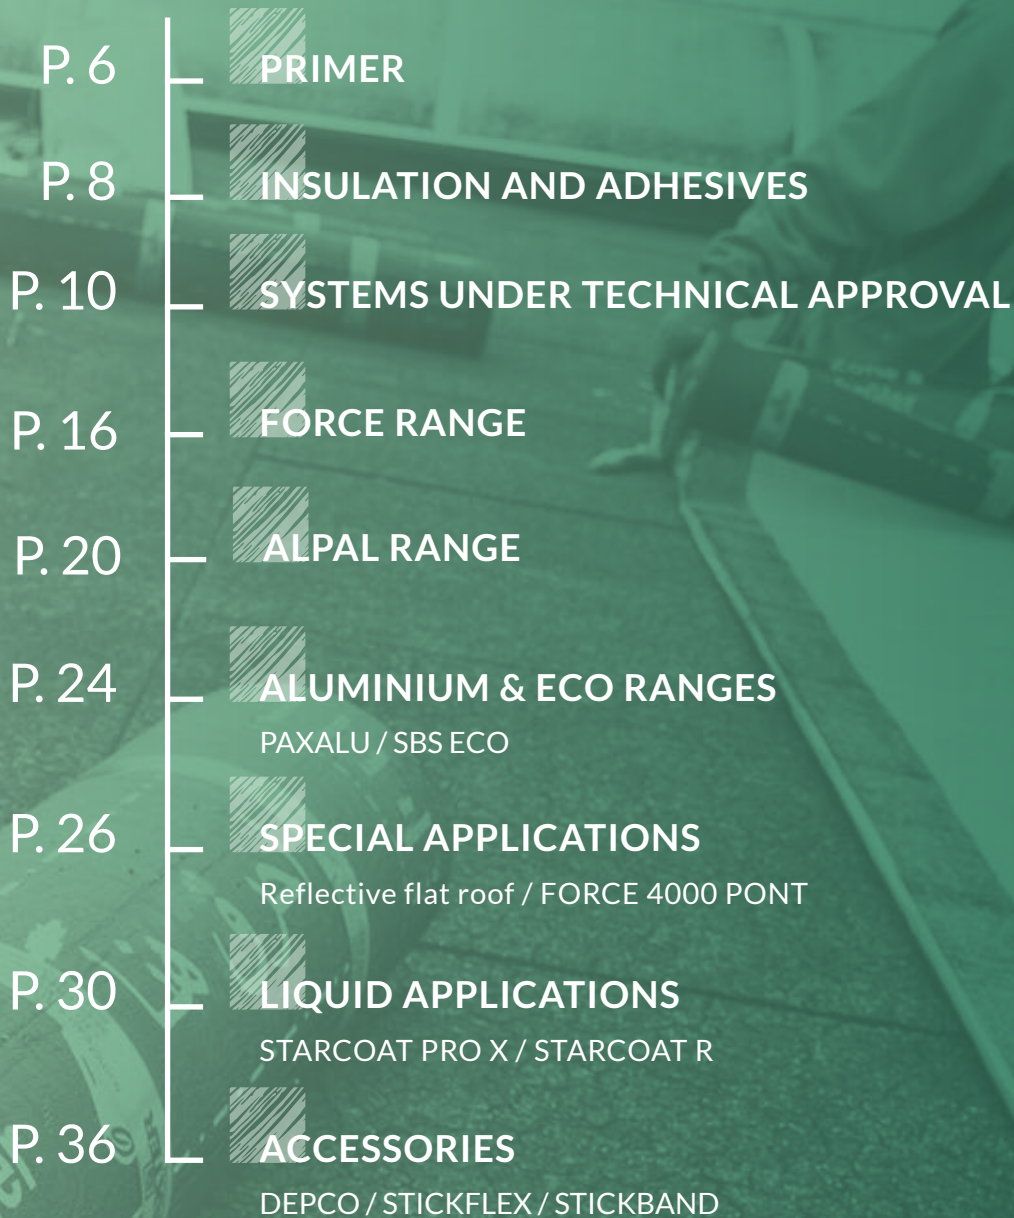 P. 6 PRIMER
P. 8 INSULATION AND ADHESIVES
P. 10 SYSTEMS UNDER TECHNICAL APPROVAL
P. 16 FORCE RANGE
P. 20 ALPAL RANGE
P. 24 ALUMINIUM & ECO RANGES
PAXALU / SBS ECO
P. 26 SPECIAL APPLICATIONS
Reflective flat roof / FORCE 4000 PONT
P. 30 LIQUID APPLICATIONS
STARCOAT PRO X / STARCOAT R
P. 36 ACCESSORIES
DEPCO / STICKFLEX / STICKBAND